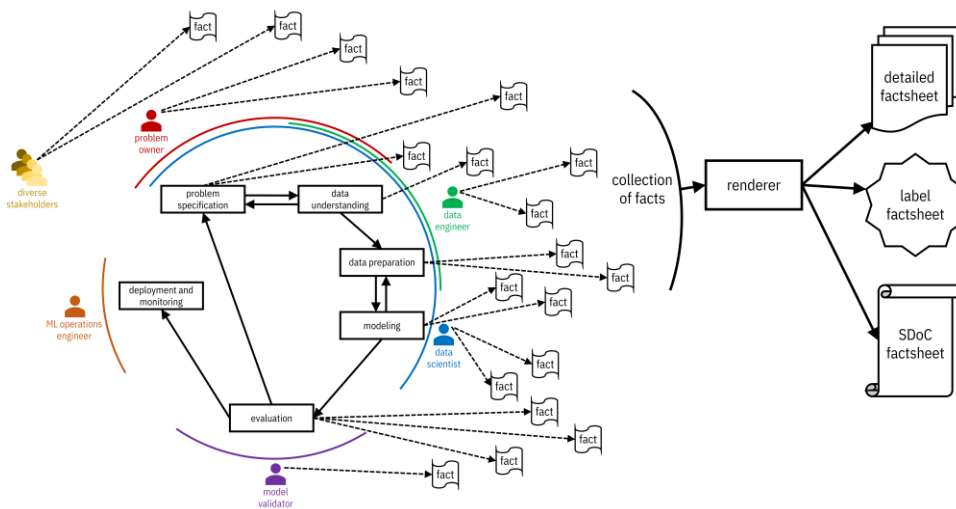 fact
fact
fact
fact
fact
problem
owner
fact
fact
fact
diverse
stakeholders
problem
specification
data
understanding
data
engineer
fact
collection
of facts
renderer
detailed
factsheet
label
factsheet
SDoC
factsheet
data preparation
fact
fact
deployment and
monitoring
fact
fact
ML operations
engineer
modeling
data
scientist
fact
fact
evaluation
fact
fact
fact
model
validator
fact